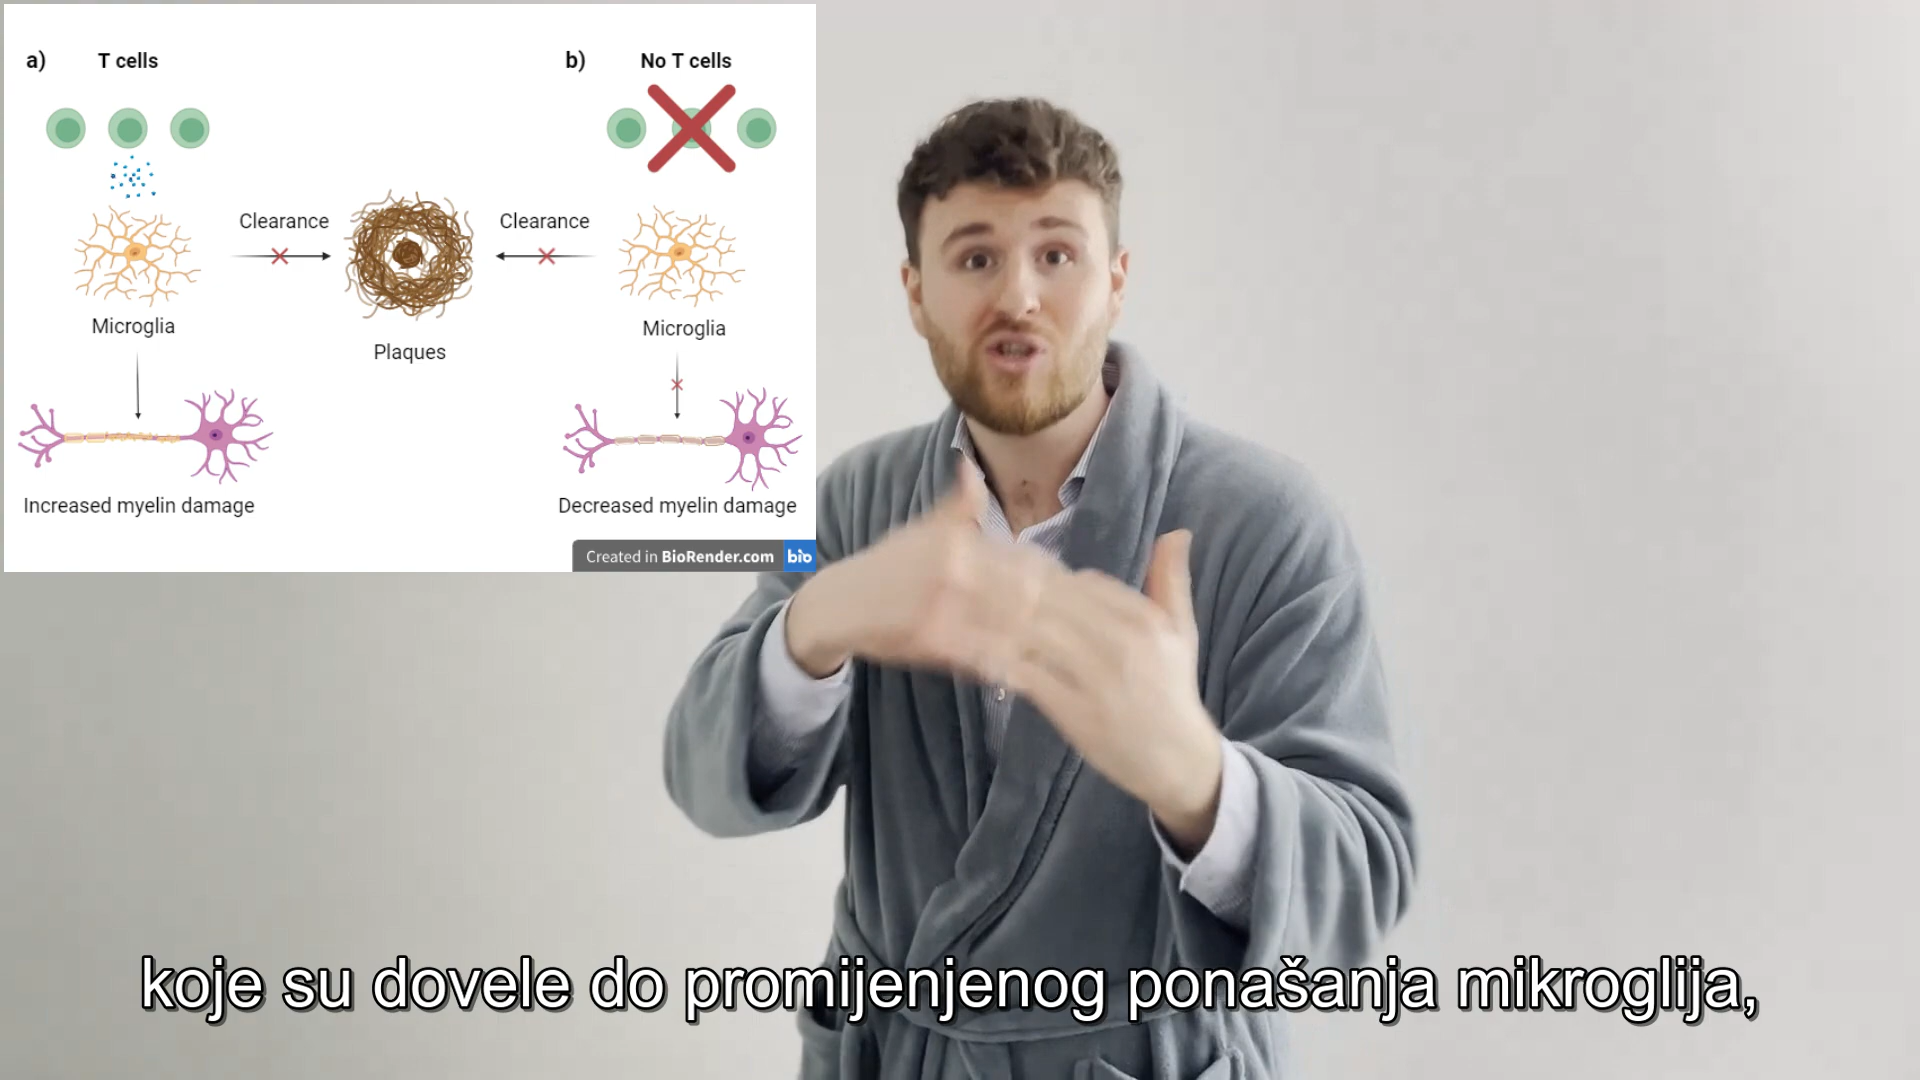 a) T cells
b) No T cells
Clearance
Clearance
Microglia
Plaques
Microglia
Increased myelin damage
Decreased myelin damage
Created in BioRender.com bio
koje su dovele do promijenjenog ponašanja mikroglija,